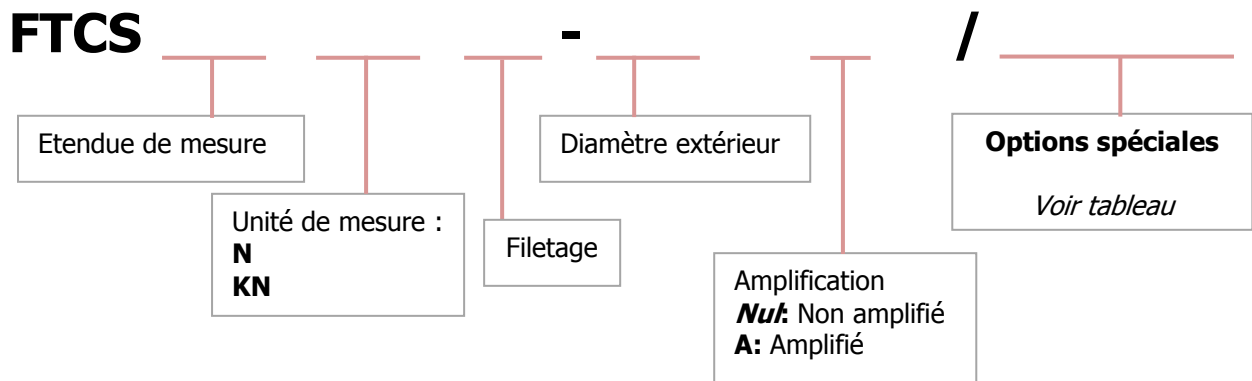 FTCS - /
Etendue de mesure
Unité de mesure :
N
KN
Filetage
Diamètre extérieur
Amplification
Nul: Non amplifié
A: Amplifié
Options spéciales
Voir tableau